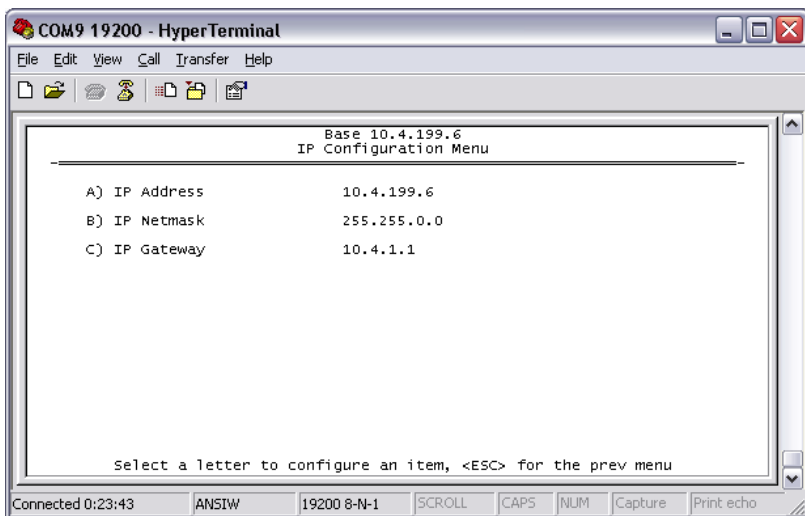 COM9 19200 - HyperTerminal
File Edit View Call Transfer Help
Base 10.4.199.6
IP Configuration Menu
A) IP Address 10.4.199.6
B) IP Netmask 255.255.0.0
C) IP Gateway 10.4.1.1
Select a letter to configure an item, <ESC> for the prev menu
Connected 0:23:43 ANSIW 19200 8-N-1 SCROLL CAPS NUM Capture Print echo